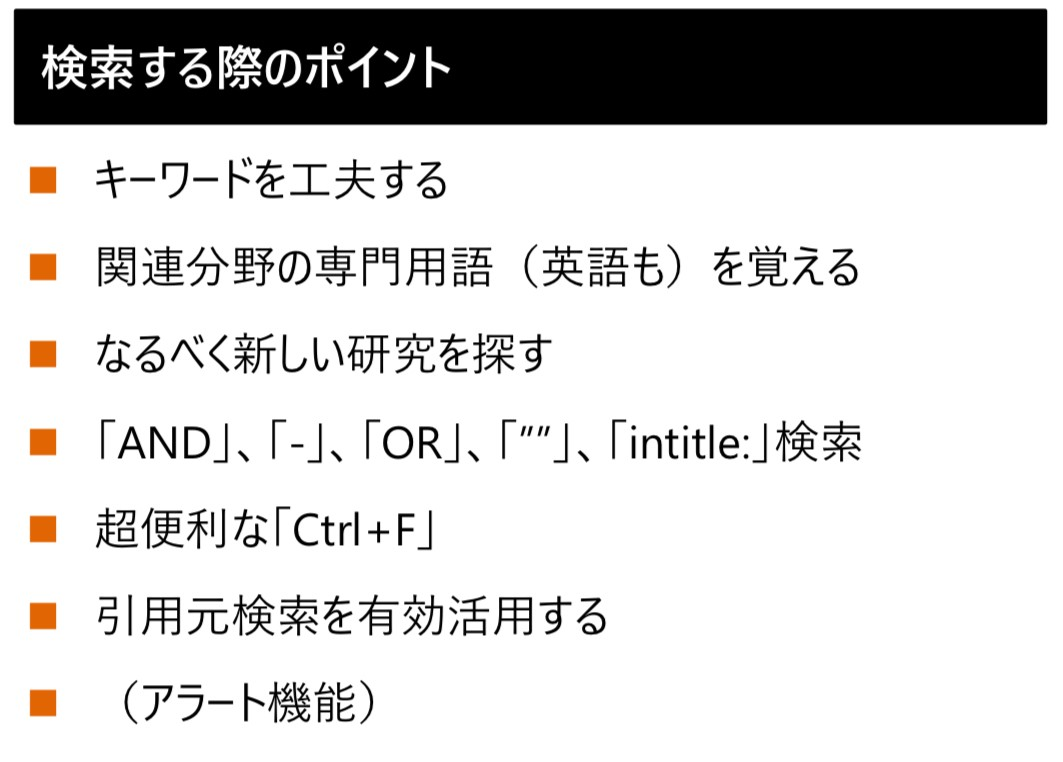 検索する際のポイント
■ キーワードを工夫する
■ 関連分野の専門用語（英語も）を覚える
■ なるべく新しい研究を探す
■ 「AND」、「-」、「OR」、「””」、「intitle:」検索
■ 超便利な「Ctrl+F」
■ 引用元検索を有効活用する
■ （アラート機能）